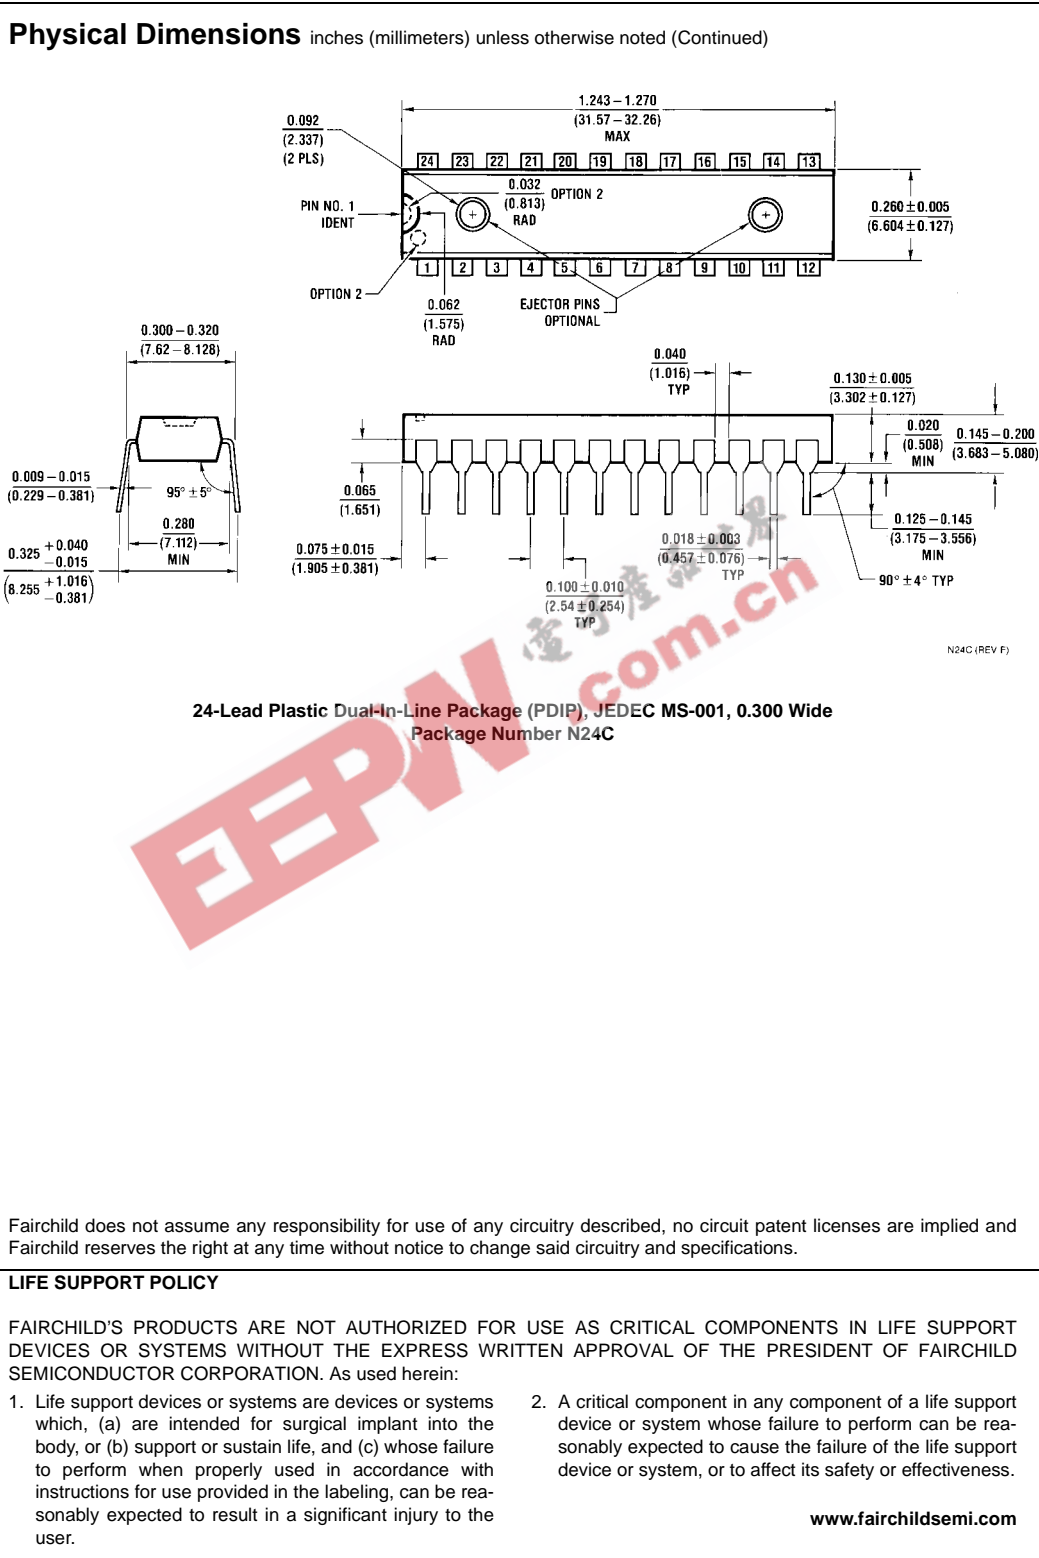 Physical Dimensions inches (millimeters) unless otherwise noted (Continued)
1.243 – 1.270
(31.57 – 32.26)
MAX
0.092
(2.337)
(2 PLS)
24 23 22 21 20 19 18 17 16 15 14 13
0.032
(0.813)
RAD
OPTION 2
PIN NO. 1
IDENT
0.260 ± 0.005
(6.604 ± 0.127)
1 2 3 4 5 6 7 8 9 10 11 12
OPTION 2
0.062
(1.575)
RAD
EJECTOR PINS
OPTIONAL
0.300 – 0.320
(7.62 – 8.128)
0.040
(1.016)
TYP
0.130 ± 0.005
(3.302 ± 0.127)
0.020
(0.508)
MIN
0.145 – 0.200
(3.683 – 5.080)
0.009 – 0.015
(0.229 – 0.381)
95° ± 5°
0.280
(7.112)
MIN
0.065
(1.651)
0.125 – 0.145
(3.175 – 3.556)
MIN
0.325 + 0.040
– 0.015
(8.255 + 1.016
– 0.381)
0.075 ± 0.015
(1.905 ± 0.381)
0.018 ± 0.003
(0.457 ± 0.076)
TYP
90° ± 4° TYP
0.100 ± 0.010
(2.54 ± 0.254)
TYP
N24C (REV F)
EEPW
電子產品世界
.com.cn
24-Lead Plastic Dual-In-Line Package (PDIP), JEDEC MS-001, 0.300 Wide
Package Number N24C
Fairchild does not assume any responsibility for use of any circuitry described, no circuit patent licenses are implied and
Fairchild reserves the right at any time without notice to change said circuitry and specifications.
LIFE SUPPORT POLICY
FAIRCHILD'S PRODUCTS ARE NOT AUTHORIZED FOR USE AS CRITICAL COMPONENTS IN LIFE SUPPORT
DEVICES OR SYSTEMS WITHOUT THE EXPRESS WRITTEN APPROVAL OF THE PRESIDENT OF FAIRCHILD
SEMICONDUCTOR CORPORATION. As used herein:
1. Life support devices or systems are devices or systems
which, (a) are intended for surgical implant into the
body, or (b) support or sustain life, and (c) whose failure
to perform when properly used in accordance with
instructions for use provided in the labeling, can be rea-
sonably expected to result in a significant injury to the
user.
2. A critical component in any component of a life support
device or system whose failure to perform can be rea-
sonably expected to cause the failure of the life support
device or system, or to affect its safety or effectiveness.
www.fairchildsemi.com